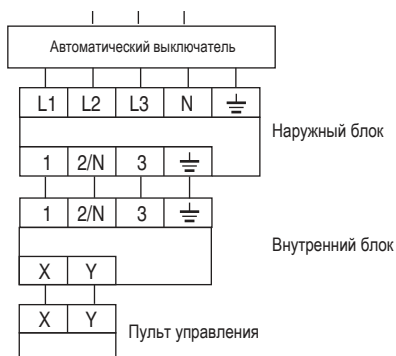 Автоматический выключатель
L1 L2 L3 N
Наружный блок
1 2/N 3
1 2/N 3
Внутренний блок
X Y
X Y
Пульт управления